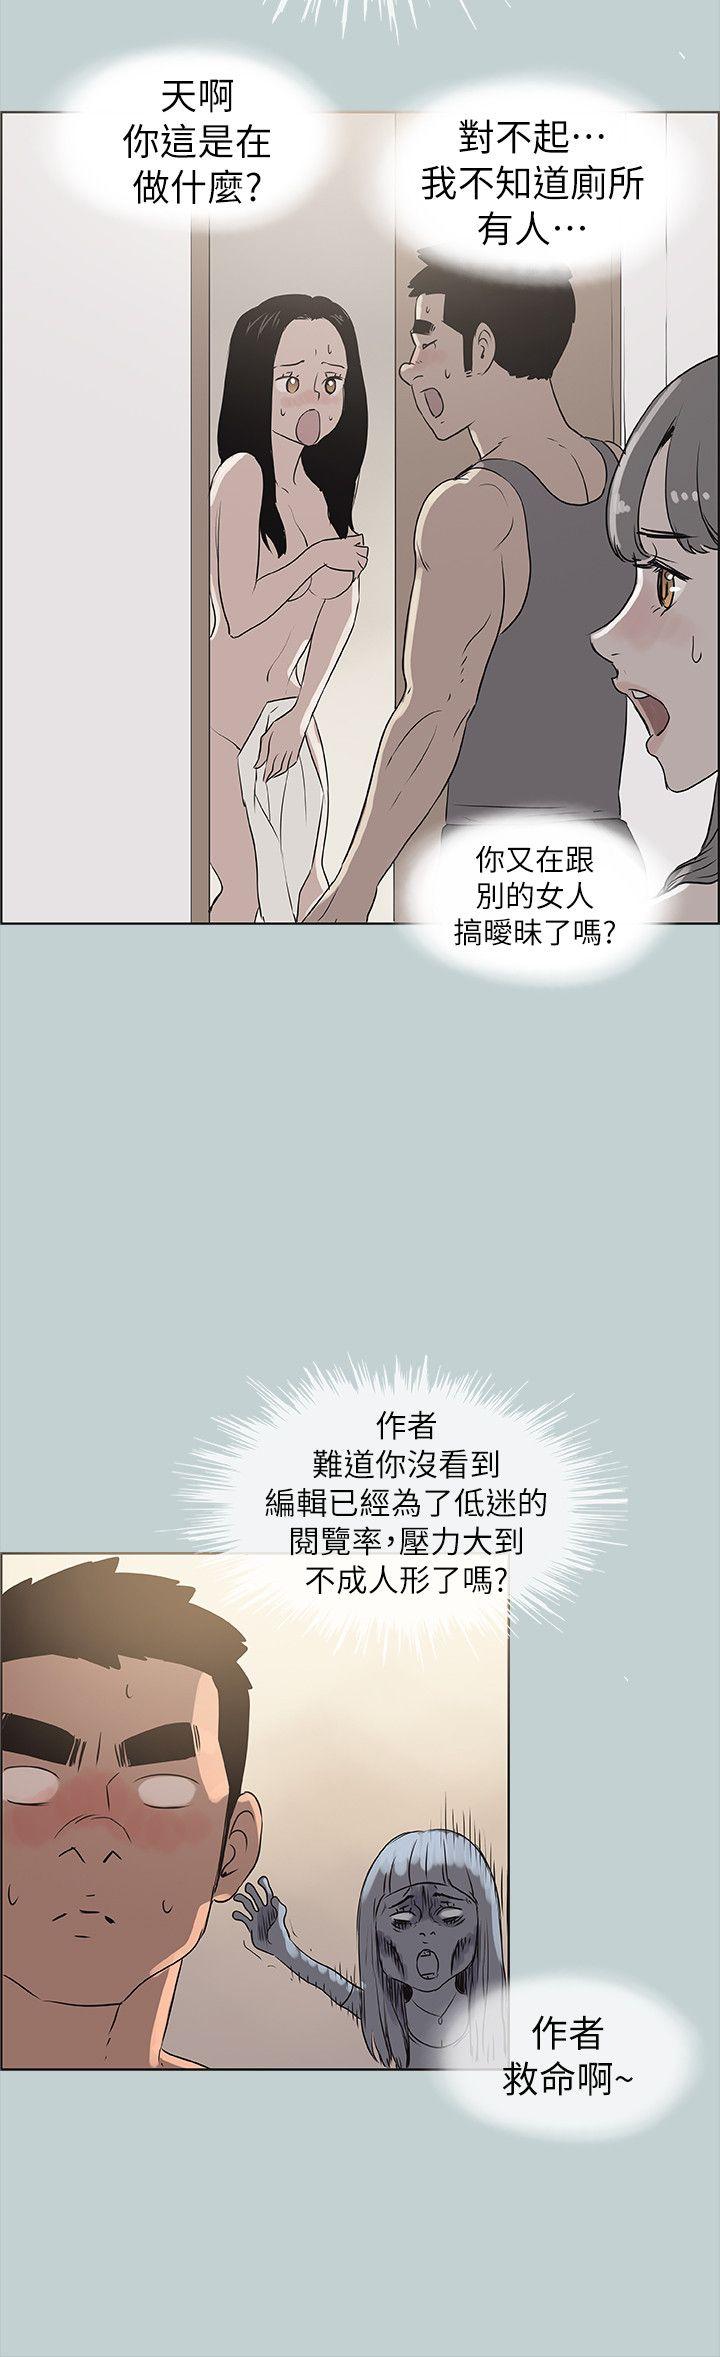 天啊
你這是在
做什麼?
對不起⋯
我不知道廁所
有人⋯
你又在跟
別的女人
搞曖昧了嗎?
作者
難道你沒看到
編輯已經為了低迷的
閱覽率，壓力大到
不成人形了嗎?
作者
救命啊~